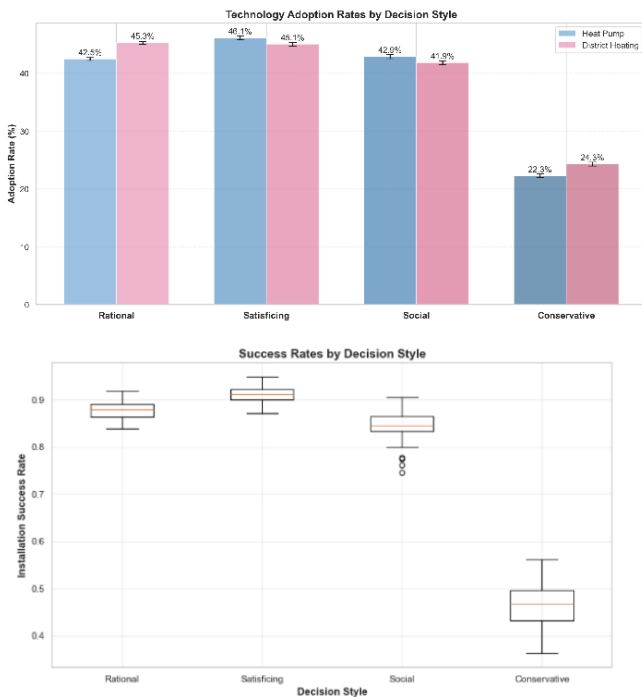 Technology Adoption Rates by Decision Style
Heat Pump
District Heating
42.5%
45.3%
46.1%
45.1%
42.9%
41.9%
22.3%
24.3%
Adoption Rate (%)
40
30
20
10
0
Rational
Satisficing
Social
Conservative
Success Rates by Decision Style
Installation Success Rate
0.9
0.8
0.7
0.6
0.5
0.4
Rational
Satisficing
Social
Conservative
Decision Style